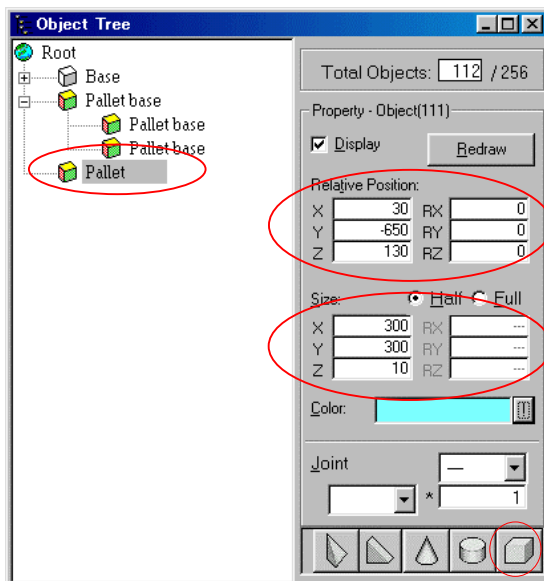 Object Tree
Root
Base
Pallet base
Pallet base
Pallet base
Pallet
Total Objects: 112 / 256
Property - Object(111)
Display
Redraw
Relative Position:
X 30 RX 0
Y -650 RY 0
Z 130 RZ 0
Size: Half Full
X 300 RX ---
Y 300 RY ---
Z 10 RZ ---
Color:
Joint —
* 1